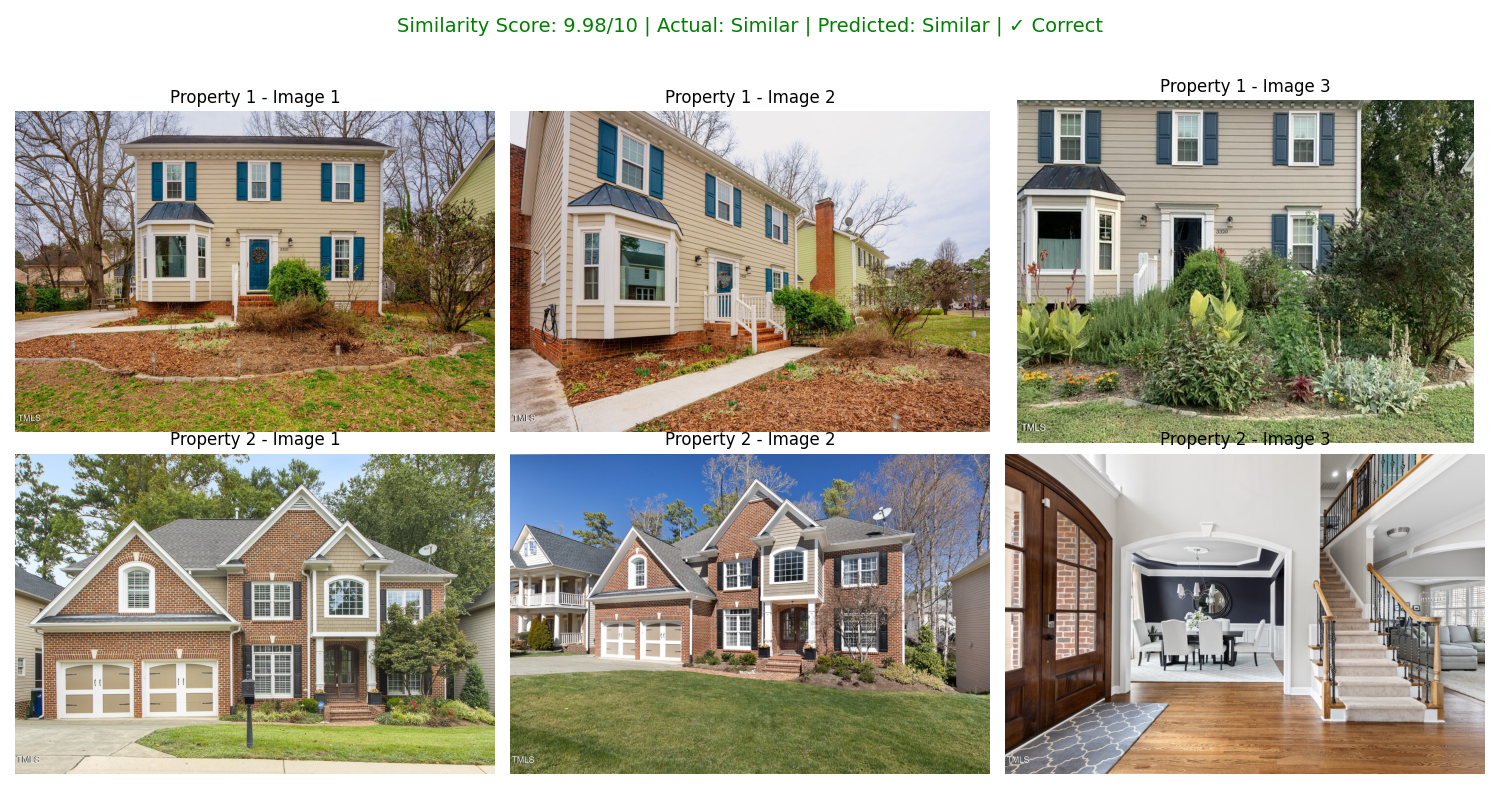 Similarity Score: 9.98/10 | Actual: Similar | Predicted: Similar | ✓ Correct
Property 1 - Image 1
Property 1 - Image 2
Property 1 - Image 3
TMLS
TMLS
TMLS
Property 2 - Image 1
Property 2 - Image 2
Property 2 - Image 3
TMLS
TMLS
TMLS